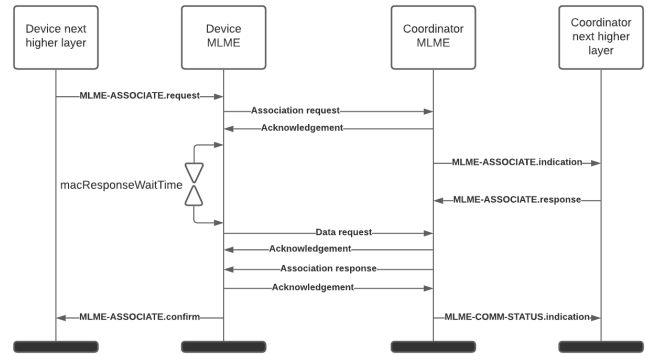 Device next
higher layer
Device
MLME
Coordinator
MLME
Coordinator
next higher
layer
MLME-ASSOCIATE.request
Association request
Acknowledgement
MLME-ASSOCIATE.indication
macResponseWaitTime
MLME-ASSOCIATE.response
Data request
Acknowledgement
Association response
Acknowledgement
MLME-ASSOCIATE.confirm
MLME-COMM-STATUS.indication